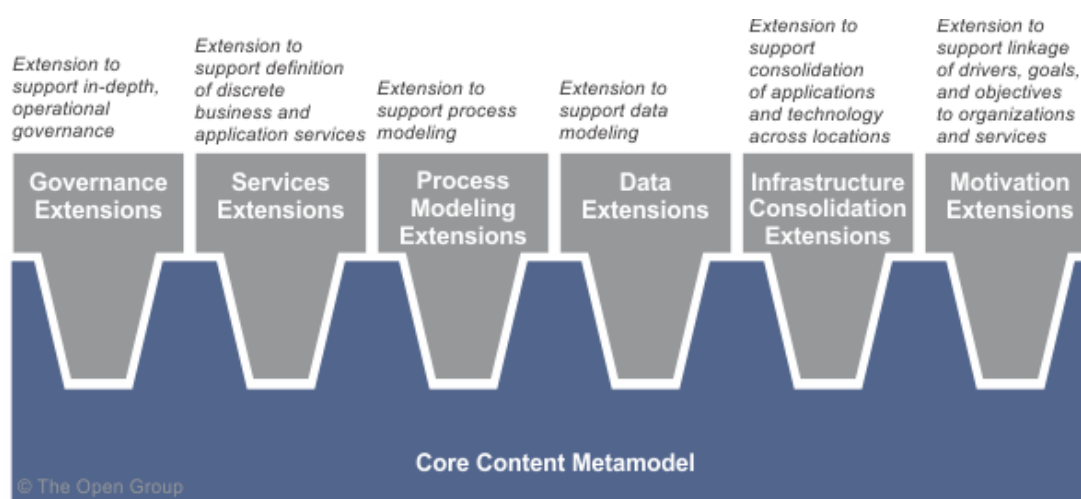 Extension to
support in-depth,
operational
governance
Extension to
support definition
of discrete
business and
application services
Extension to
support process
modeling
Extension to
support data
modeling
Extension to
support
consolidation
of applications
and technology
across locations
Extension to
support linkage
of drivers, goals,
and objectives
to organizations
and services
Governance
Extensions
Services
Extensions
Process
Modeling
Extensions
Data
Extensions
Infrastructure
Consolidation
Extensions
Motivation
Extensions
Core Content Metamodel
© The Open Group